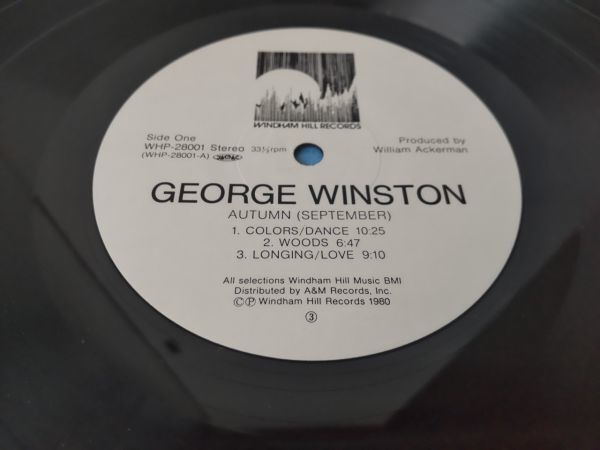 WINDHAM HILL RECORDS
Side One
WHP-28001 Stereo 33⅓rpm
(WHP-28001-A)
Produced by
William Ackerman
GEORGE WINSTON
AUTUMN (SEPTEMBER)
1. COLORS/DANCE 10:25
2. WOODS 6:47
3. LONGING/LOVE 9:10
All selections Windham Hill Music BMI
Distributed by A&M Records, Inc.
©℗ Windham Hill Records 1980
③